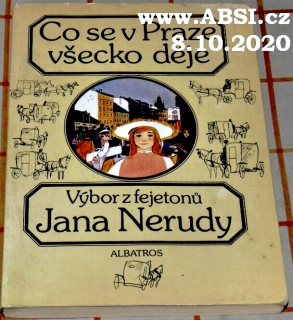 www.ABSI.cz
8.10.2020
Co se v Praze
všecko děje
Výbor z fejetonů
Jana Nerudy
ALBATROS